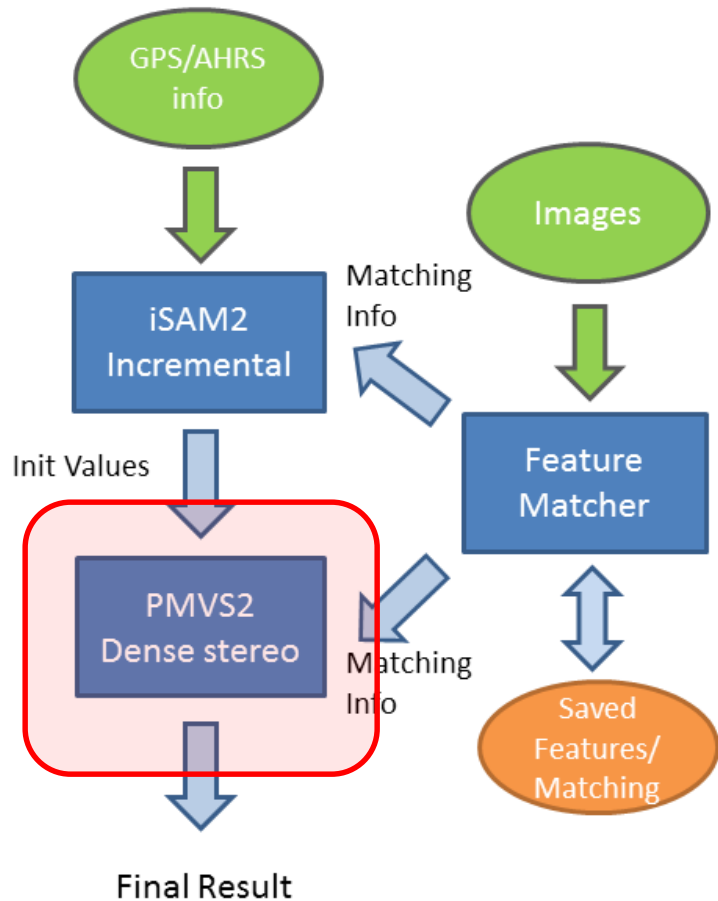 GPS/AHRS
info
Images
Matching
Info
iSAM2
Incremental
Init Values
Feature
Matcher
PMVS2
Dense stereo
Matching
Info
Saved
Features/
Matching
Final Result